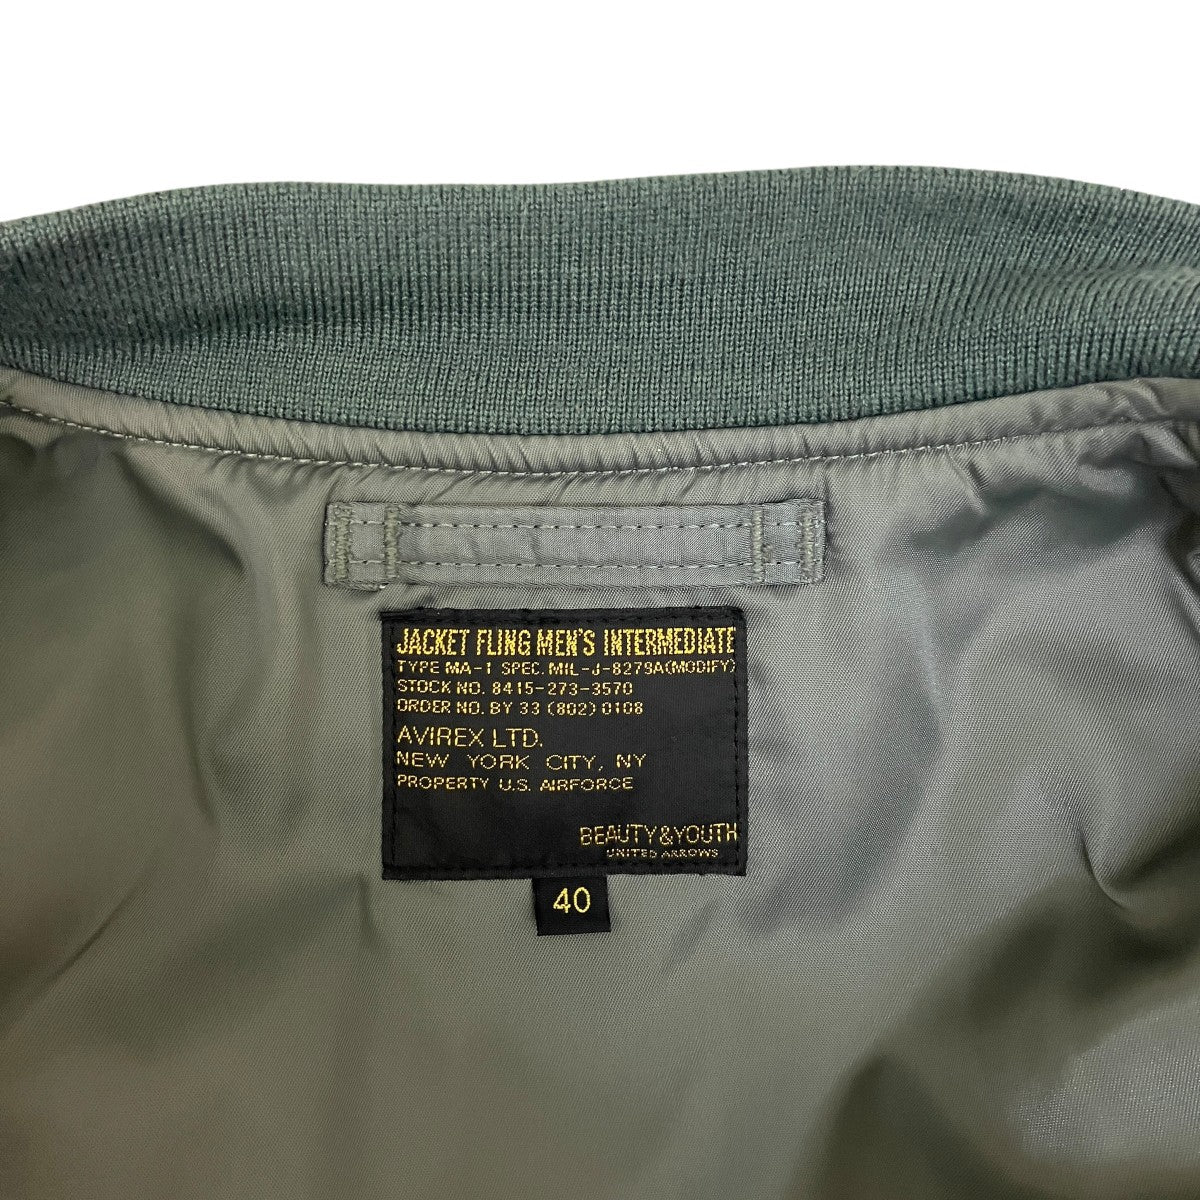 JACKET FLING MEN'S INTERMEDIATE
TYPE MA-1 SPEC. MIL-J-8279A(MODIFY)
STOCK NO. 8415-273-3570
ORDER NO. BY 33 (802) 0108
AVIREX LTD.
NEW YORK CITY, NY
PROPERTY U.S. AIRFORCE
BEAUTY&YOUTH
UNITED ARROWS
40